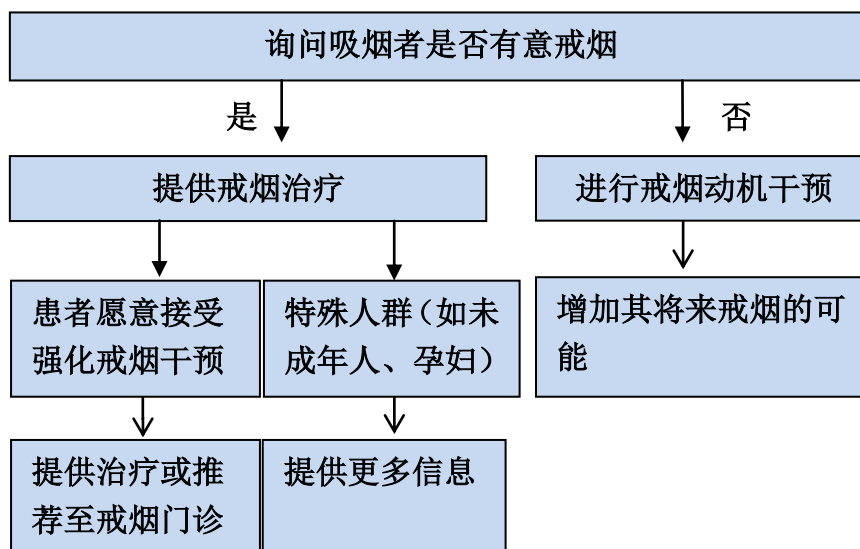 询问吸烟者是否有意戒烟
是
否
提供戒烟治疗
进行戒烟动机干预
患者愿意接受
强化戒烟干预
特殊人群（如未
成年人、孕妇）
增加其将来戒烟的可
能
提供治疗或推
荐至戒烟门诊
提供更多信息